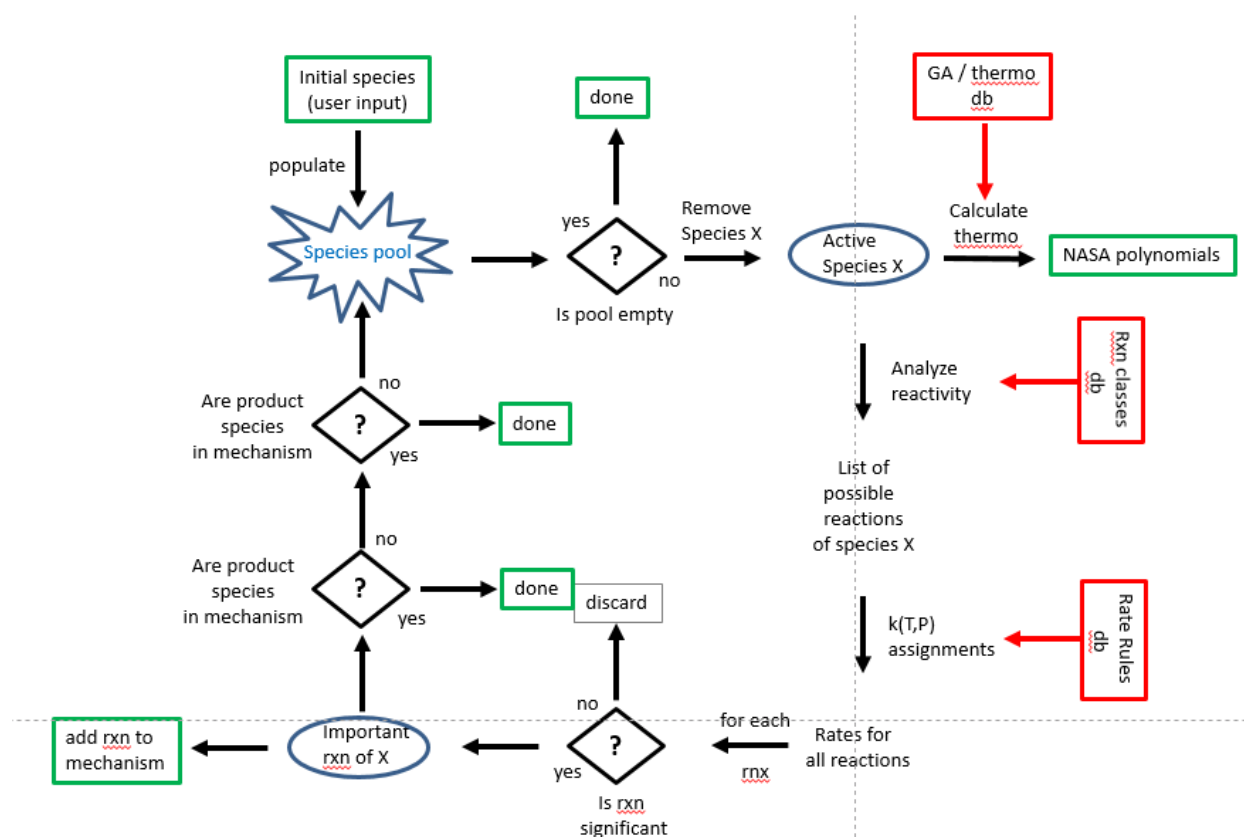 Initial species
(user input)
populate
Species pool
done
yes
?
no
Is pool empty
Remove
Species X
Active
Species X
GA / thermo
db
Calculate
thermo
NASA polynomials
Analyze
reactivity
Rxn classes
db
List of
possible
reactions
of species X
k(T,P)
assignments
Rate Rules
db
Rates for
all reactions
for each
rnx
no
?
yes
Is rxn
significant
discard
Important
rxn of X
add rxn to
mechanism
Are product
species
in mechanism
?
no
yes
done
Are product
species
in mechanism
?
no
yes
done